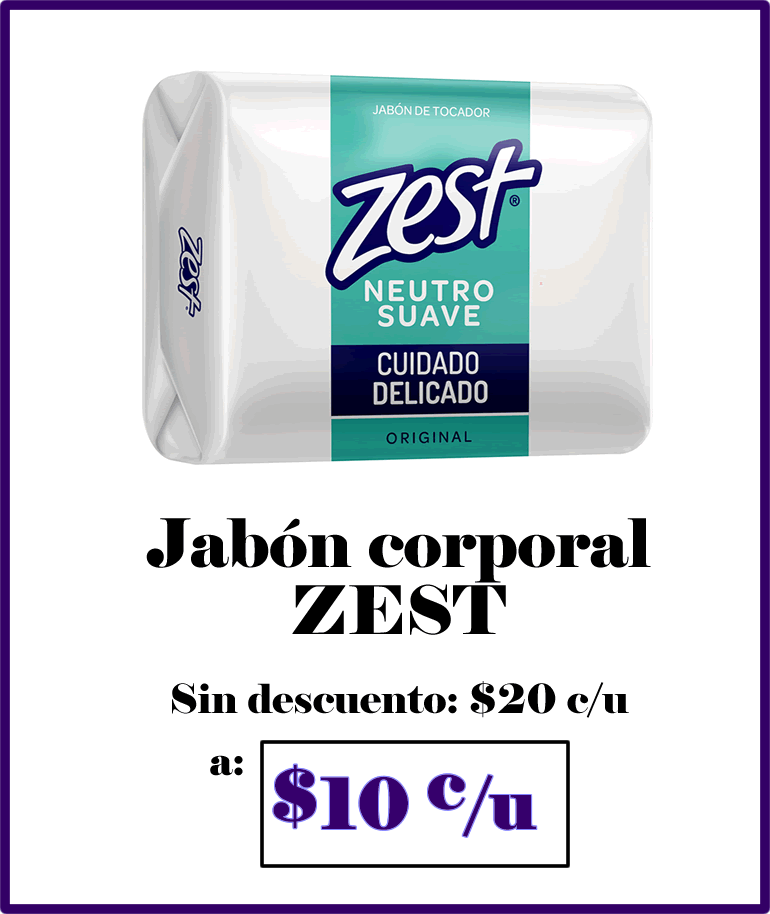 JABÓN DE TOCADOR
Zest®
NEUTRO
SUAVE
CUIDADO
DELICADO
ORIGINAL
Zest
Jabón corporal
ZEST
Sin descuento: $20 c/u
a:
$10 c/u